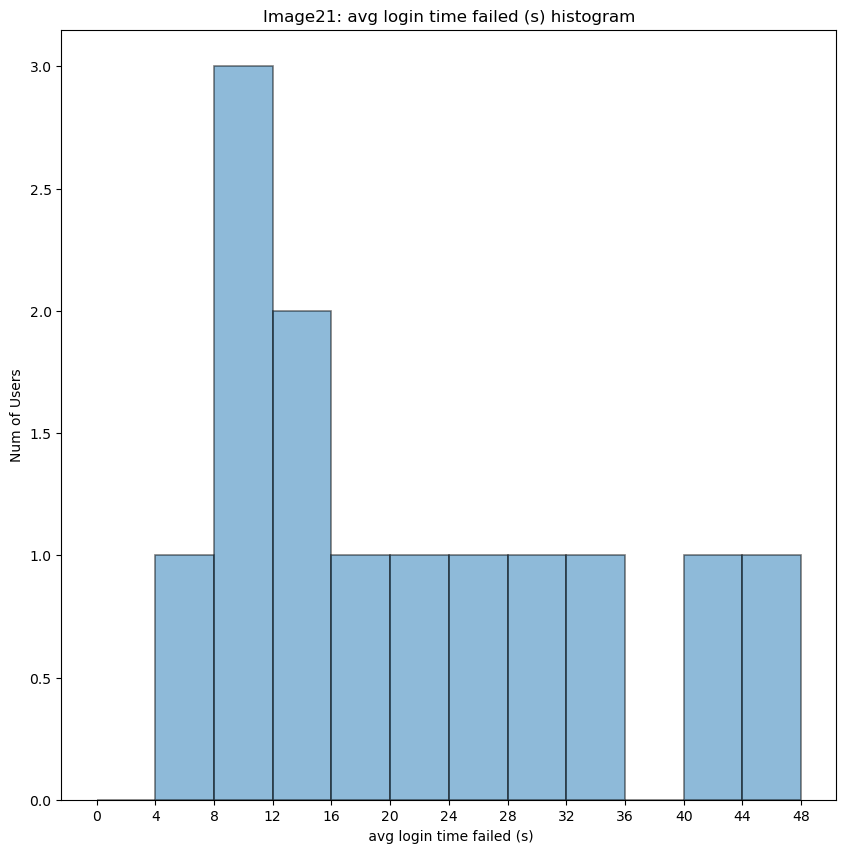 Image21: avg login time failed (s) histogram
3.0
2.5
2.0
1.5
1.0
0.5
0.0
Num of Users
0 4 8 12 16 20 24 28 32 36 40 44 48
avg login time failed (s)